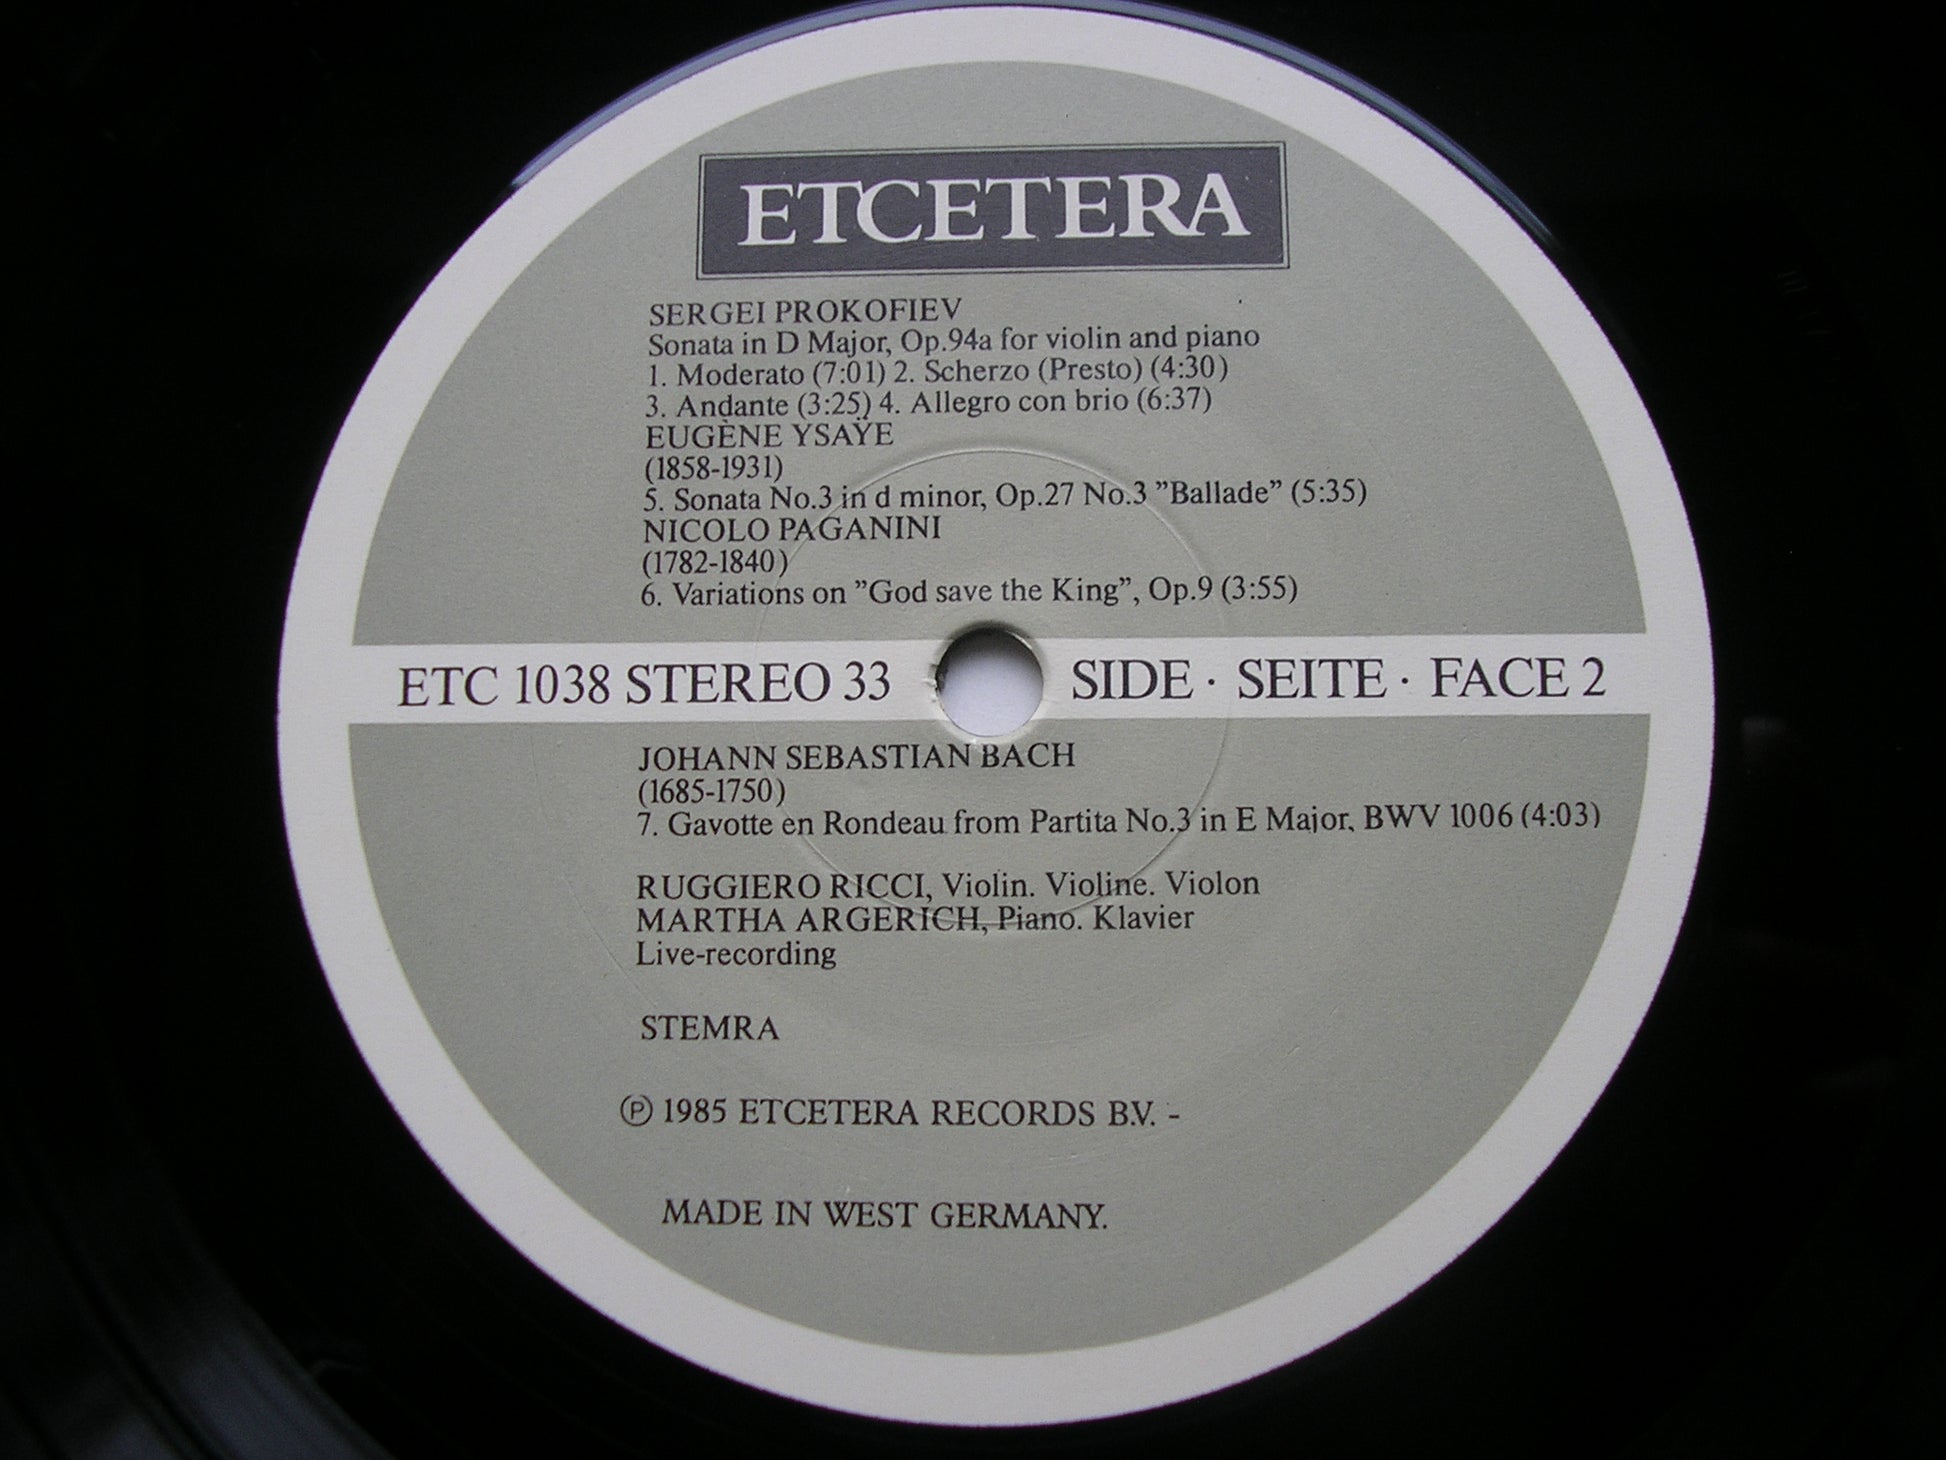 ETCETERA
SERGEI PROKOFIEV
Sonata in D Major, Op.94a for violin and piano
1. Moderato (7:01) 2. Scherzo (Presto) (4:30)
3. Andante (3:25) 4. Allegro con brio (6:37)
EUGÈNE YSAŸE
(1858-1931)
5. Sonata No.3 in d minor, Op.27 No.3 ”Ballade” (5:35)
NICOLO PAGANINI
(1782-1840)
6. Variations on ”God save the King”, Op.9 (3:55)
ETC 1038 STEREO 33 SIDE · SEITE · FACE 2
JOHANN SEBASTIAN BACH
(1685-1750)
7. Gavotte en Rondeau from Partita No.3 in E Major, BWV 1006 (4:03)
RUGGIERO RICCI, Violin. Violine. Violon
MARTHA ARGERICH, Piano. Klavier
Live-recording
STEMRA
℗ 1985 ETCETERA RECORDS B.V. -
MADE IN WEST GERMANY.